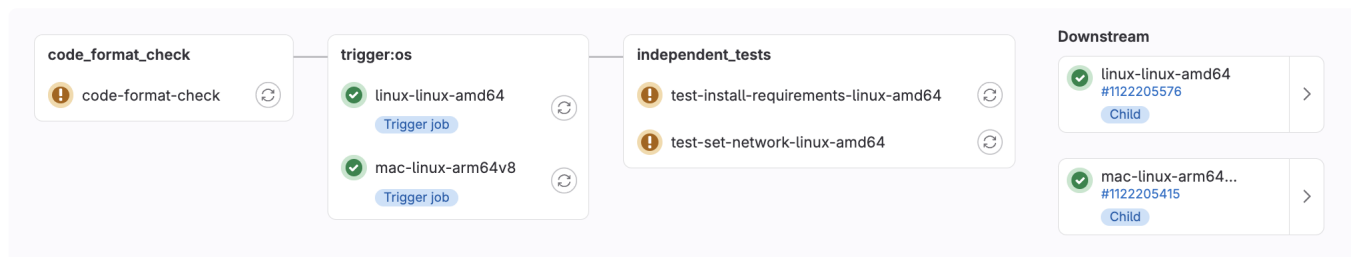 code_format_check
code-format-check
trigger:os
linux-linux-amd64
Trigger job
mac-linux-arm64v8
Trigger job
independent_tests
test-install-requirements-linux-amd64
test-set-network-linux-amd64
Downstream
linux-linux-amd64
#1122205576
Child
mac-linux-arm64...
#1122205415
Child